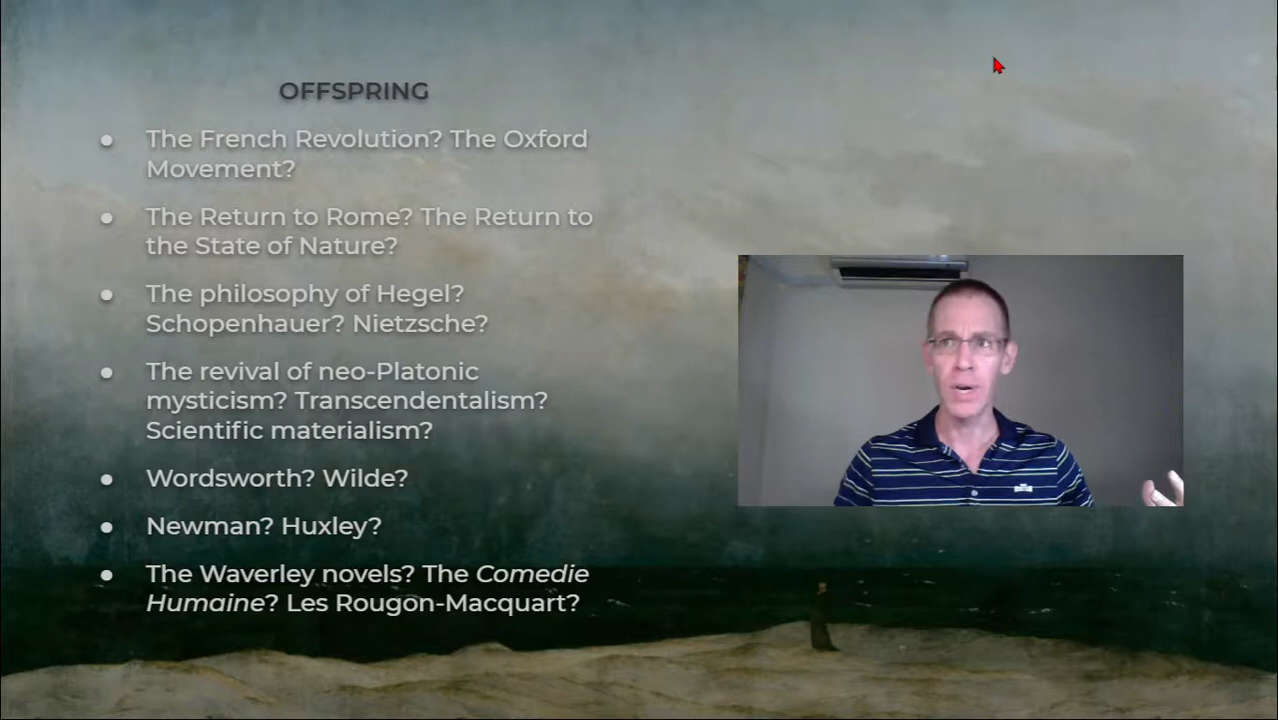 OFFSPRING
The French Revolution? The Oxford
Movement?
The Return to Rome? The Return to
the State of Nature?
The philosophy of Hegel?
Schopenhauer? Nietzsche?
The revival of neo-Platonic
mysticism? Transcendentalism?
Scientific materialism?
Wordsworth? Wilde?
Newman? Huxley?
The Waverley novels? The Comedie
Humaine? Les Rougon-Macquart?